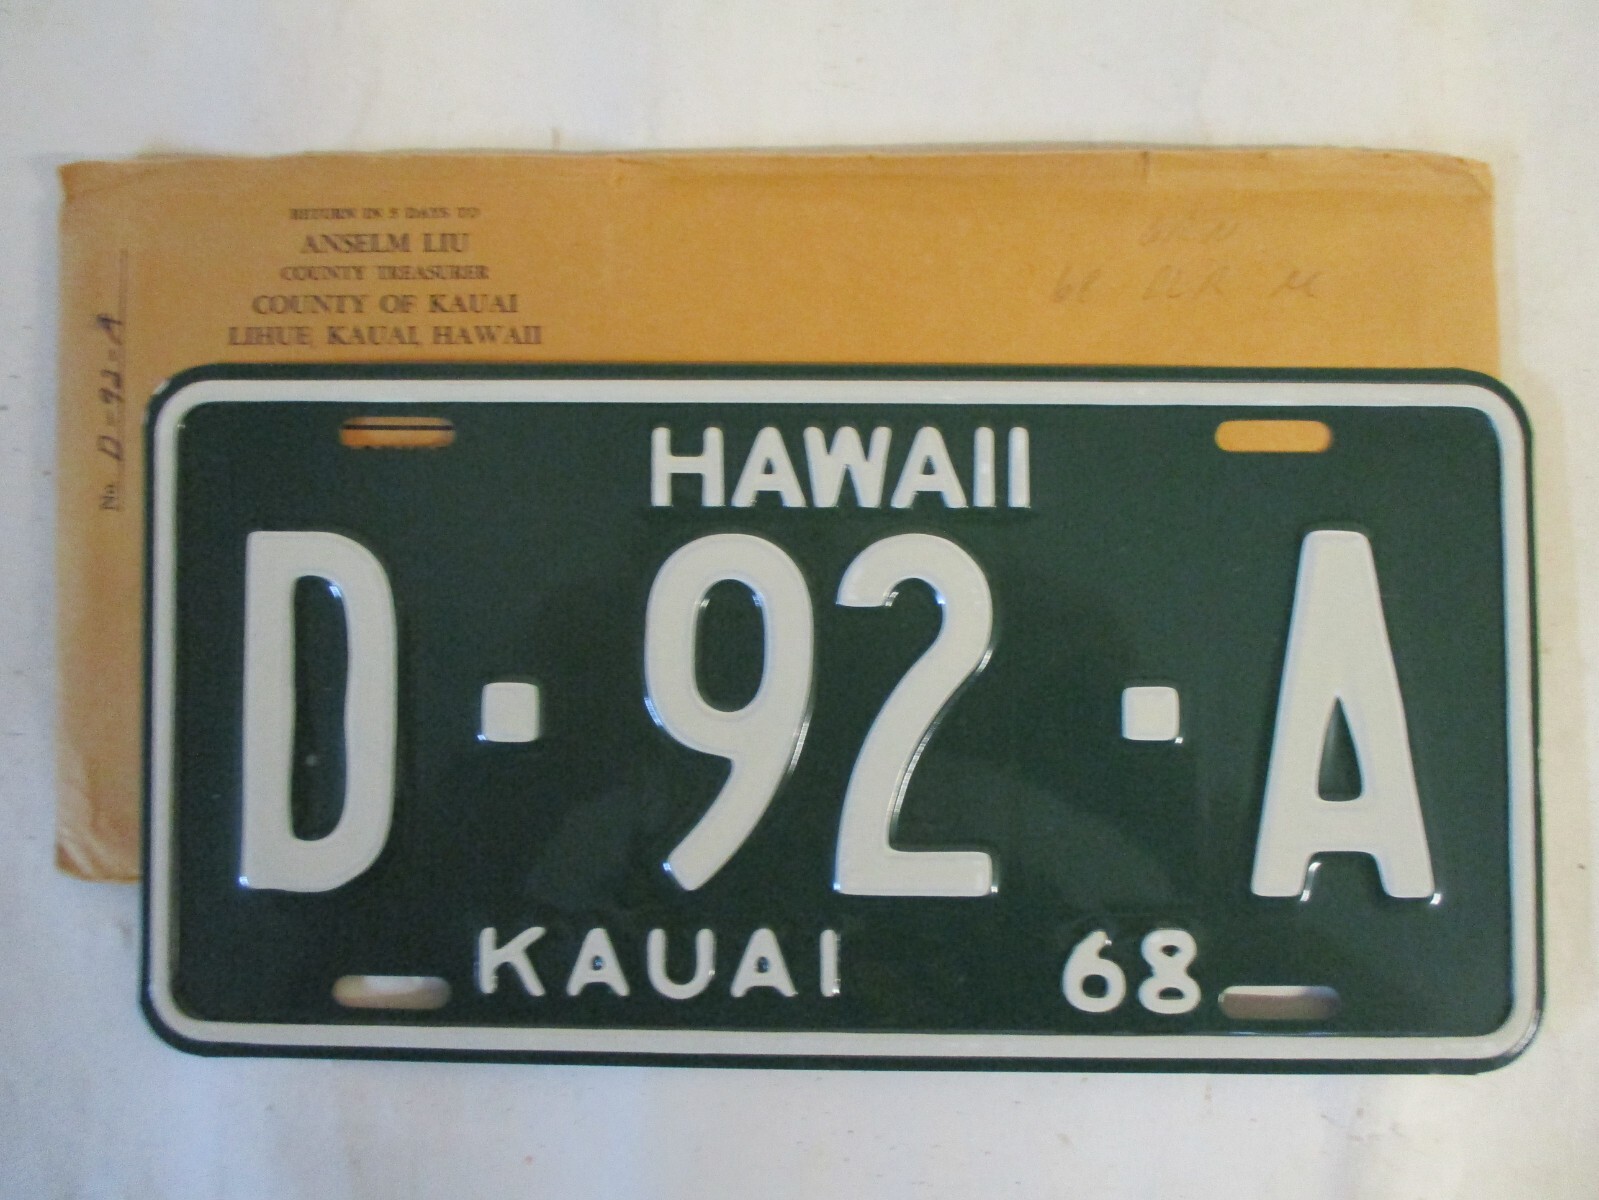 RETURN IN 5 DAYS TO
ANSELM LIU
COUNTY TREASURER
COUNTY OF KAUAI
LIHUE, KAUAI, HAWAII
No. D-92-A
HAWAII
D-92-A
KAUAI 68